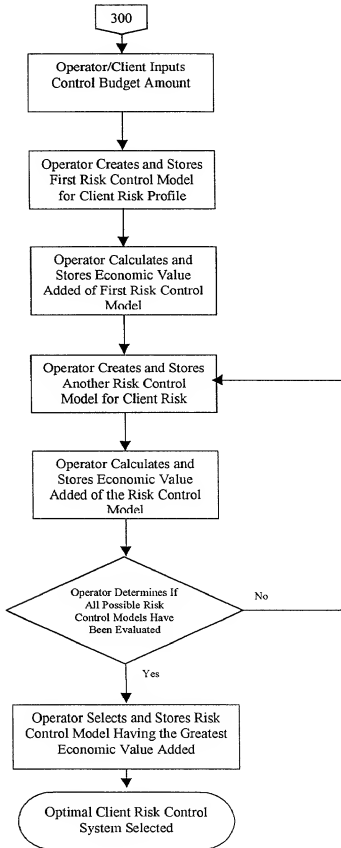 300
Operator/Client Inputs
Control Budget Amount
Operator Creates and Stores
First Risk Control Model
for Client Risk Profile
Operator Calculates and
Stores Economic Value
Added of First Risk Control
Model
Operator Creates and Stores
Another Risk Control
Model for Client Risk
Operator Calculates and
Stores Economic Value
Added of the Risk Control
Model
Operator Determines If
All Possible Risk
Control Models Have
Been Evaluated
No
Yes
Operator Selects and Stores Risk
Control Model Having the Greatest
Economic Value Added
Optimal Client Risk Control
System Selected